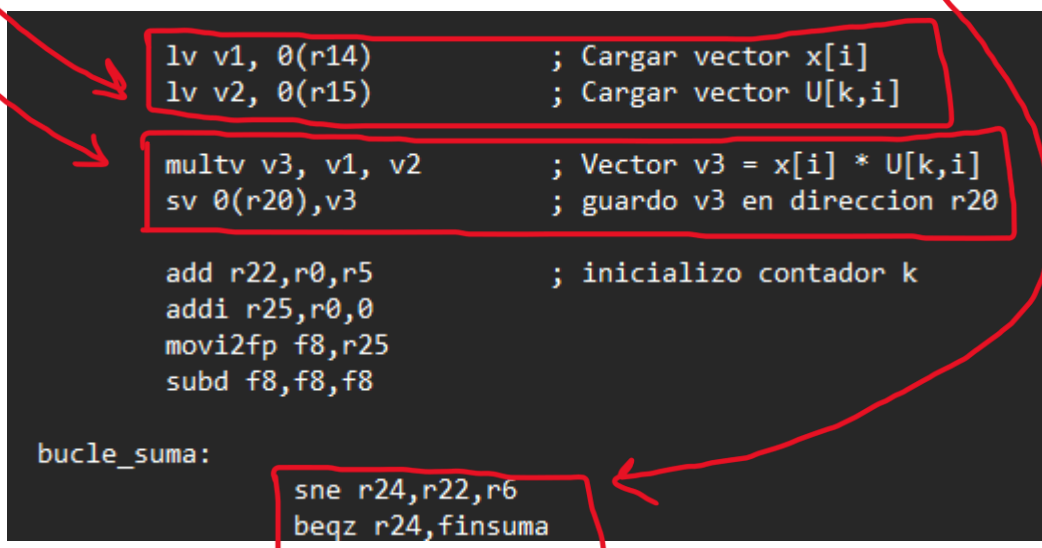 lv v1, 0(r14) ; Cargar vector x[i]
lv v2, 0(r15) ; Cargar vector U[k,i]
multv v3, v1, v2 ; Vector v3 = x[i] * U[k,i]
sv 0(r20),v3 ; guardo v3 en direccion r20
add r22,r0,r5 ; inicializo contador k
addi r25,r0,0
movi2fp f8,r25
subd f8,f8,f8
bucle_suma:
sne r24,r22,r6
beqz r24,finsuma